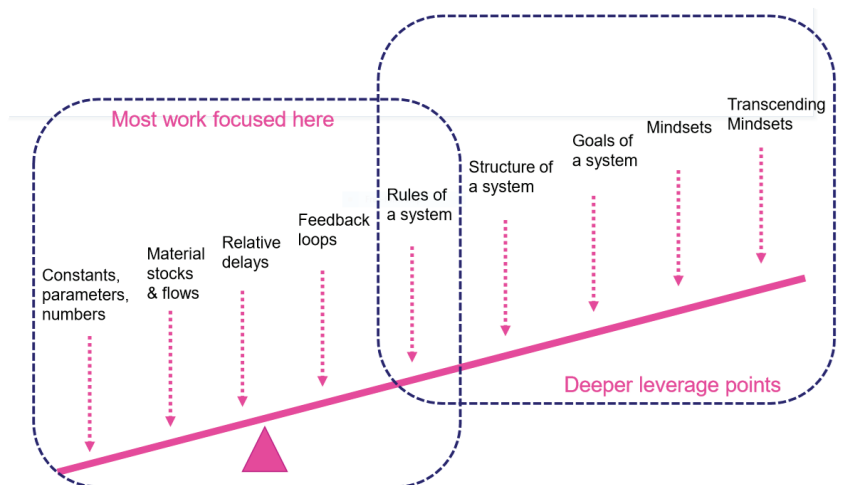 Most work focused here
Constants,
parameters,
numbers
Material
stocks
& flows
Relative
delays
Feedback
loops
Rules of
a system
Structure of
a system
Goals of
a system
Mindsets
Transcending
Mindsets
Deeper leverage points